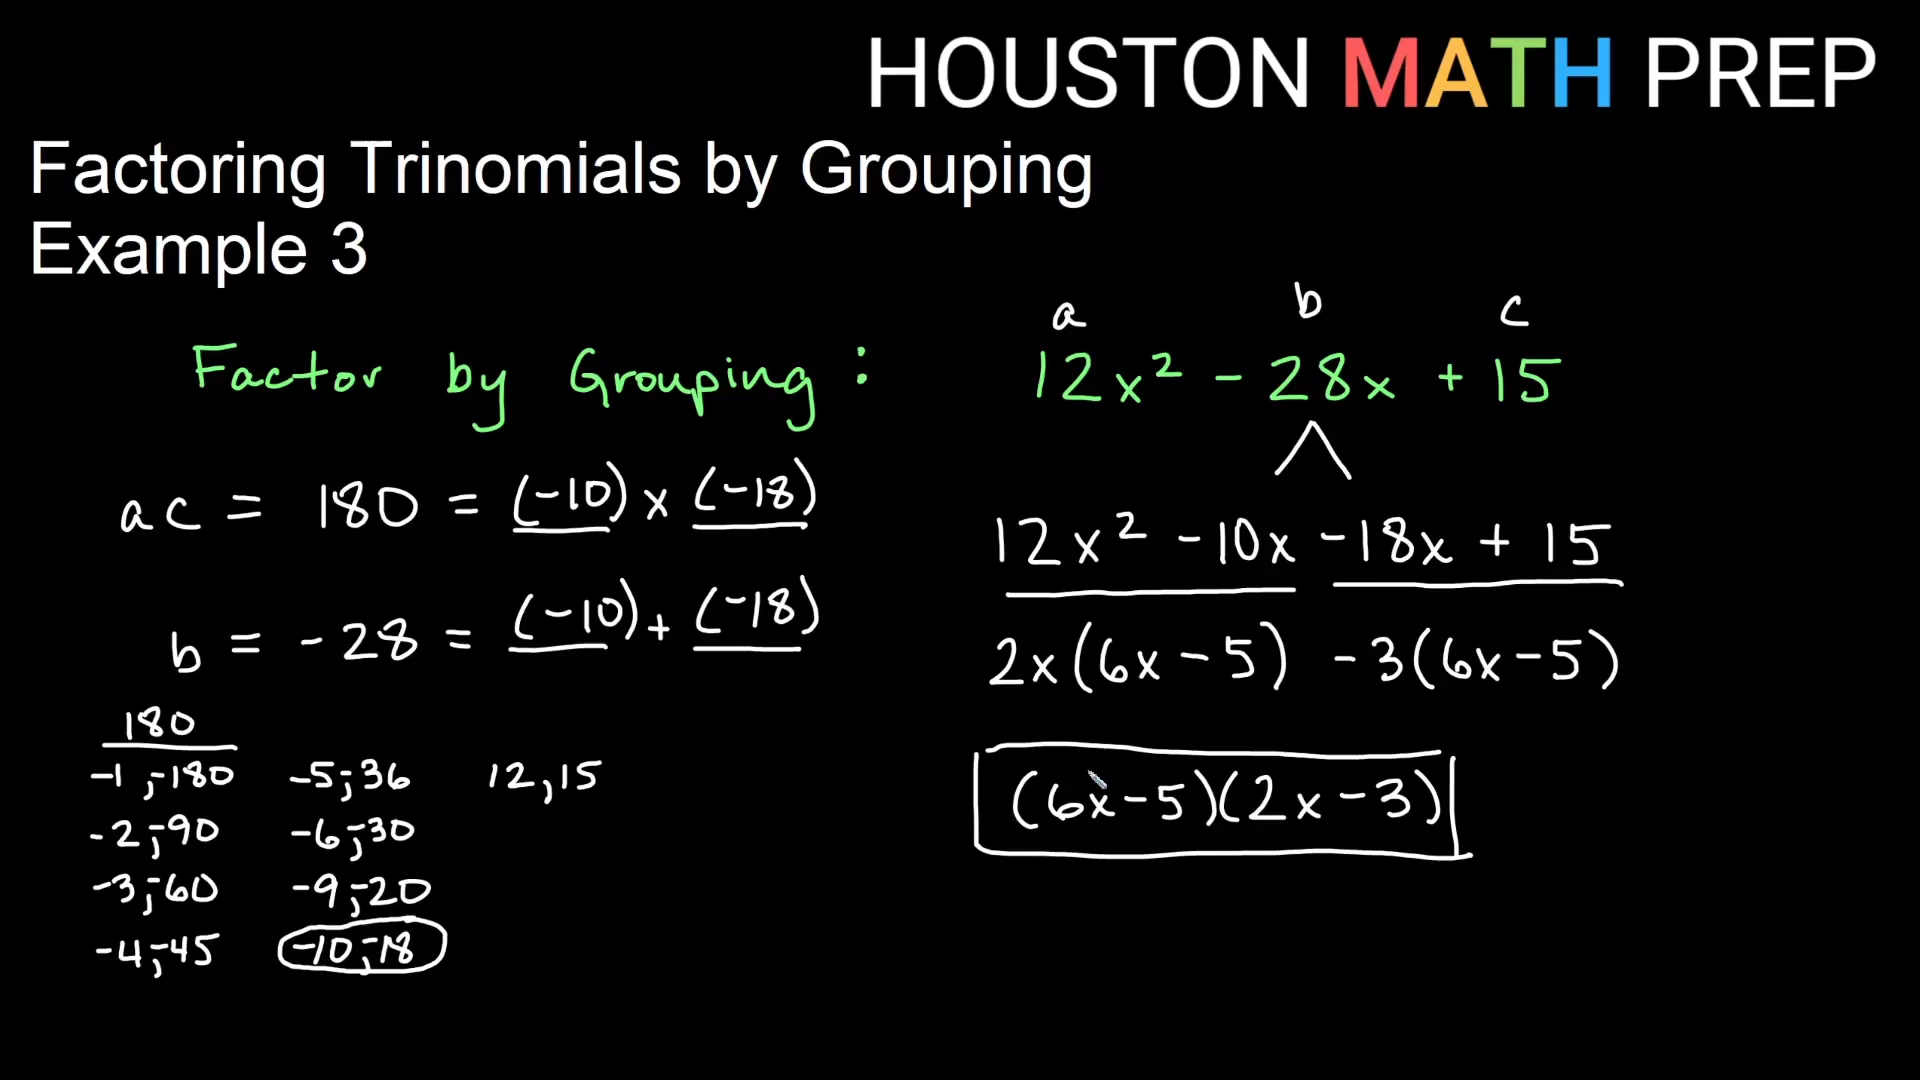 HOUSTON MATH PREP
Factoring Trinomials by Grouping
Example 3
Factor by Grouping :
a b c
12x² - 28x + 15
ac = 180 = (-10) x (-18)
b = -28 = (-10) + (-18)
180
-1, -180
-2, -90
-3, -60
-4, -45
-5, -36
-6, -30
-9, -20
-10, -18
12, 15
12x² - 10x - 18x + 15
2x(6x - 5) - 3(6x - 5)
(6x - 5)(2x - 3)